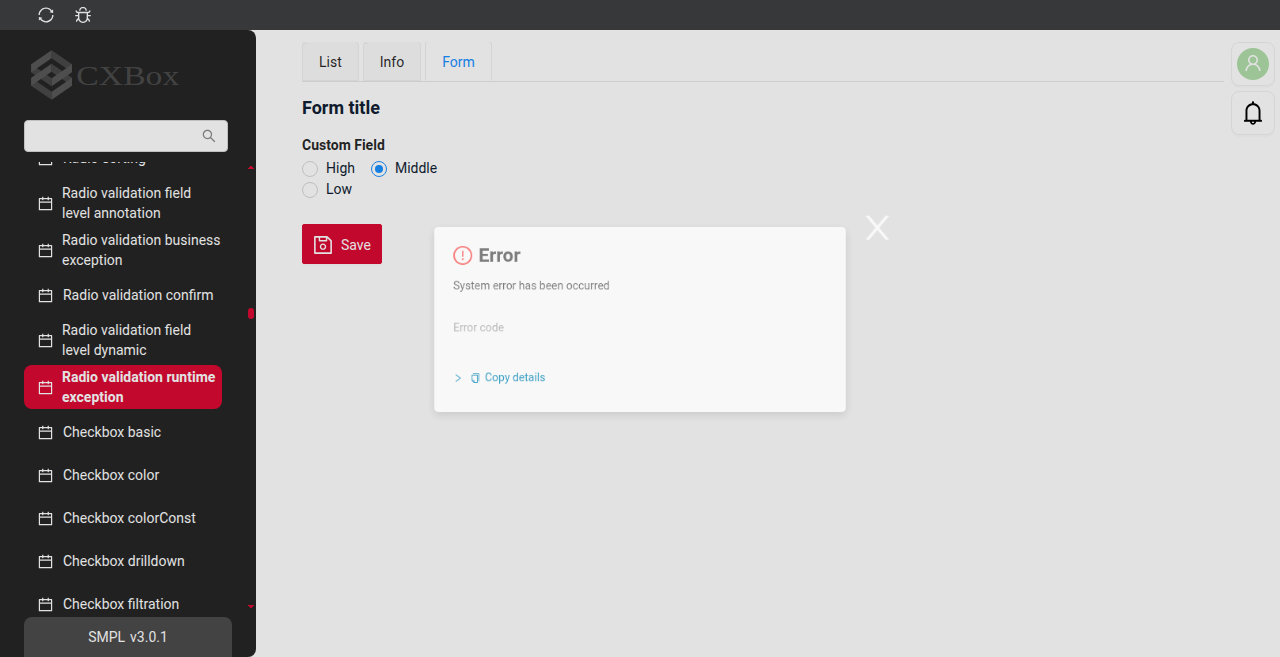 CXBox
Radio sorting
Radio validation field
level annotation
Radio validation business
exception
Radio validation confirm
Radio validation field
level dynamic
Radio validation runtime
exception
Checkbox basic
Checkbox color
Checkbox colorConst
Checkbox drilldown
Checkbox filtration
SMPL v3.0.1
List Info Form
Form title
Custom Field
High Middle
Low
Save
Error
System error has been occurred
Error code
Copy details